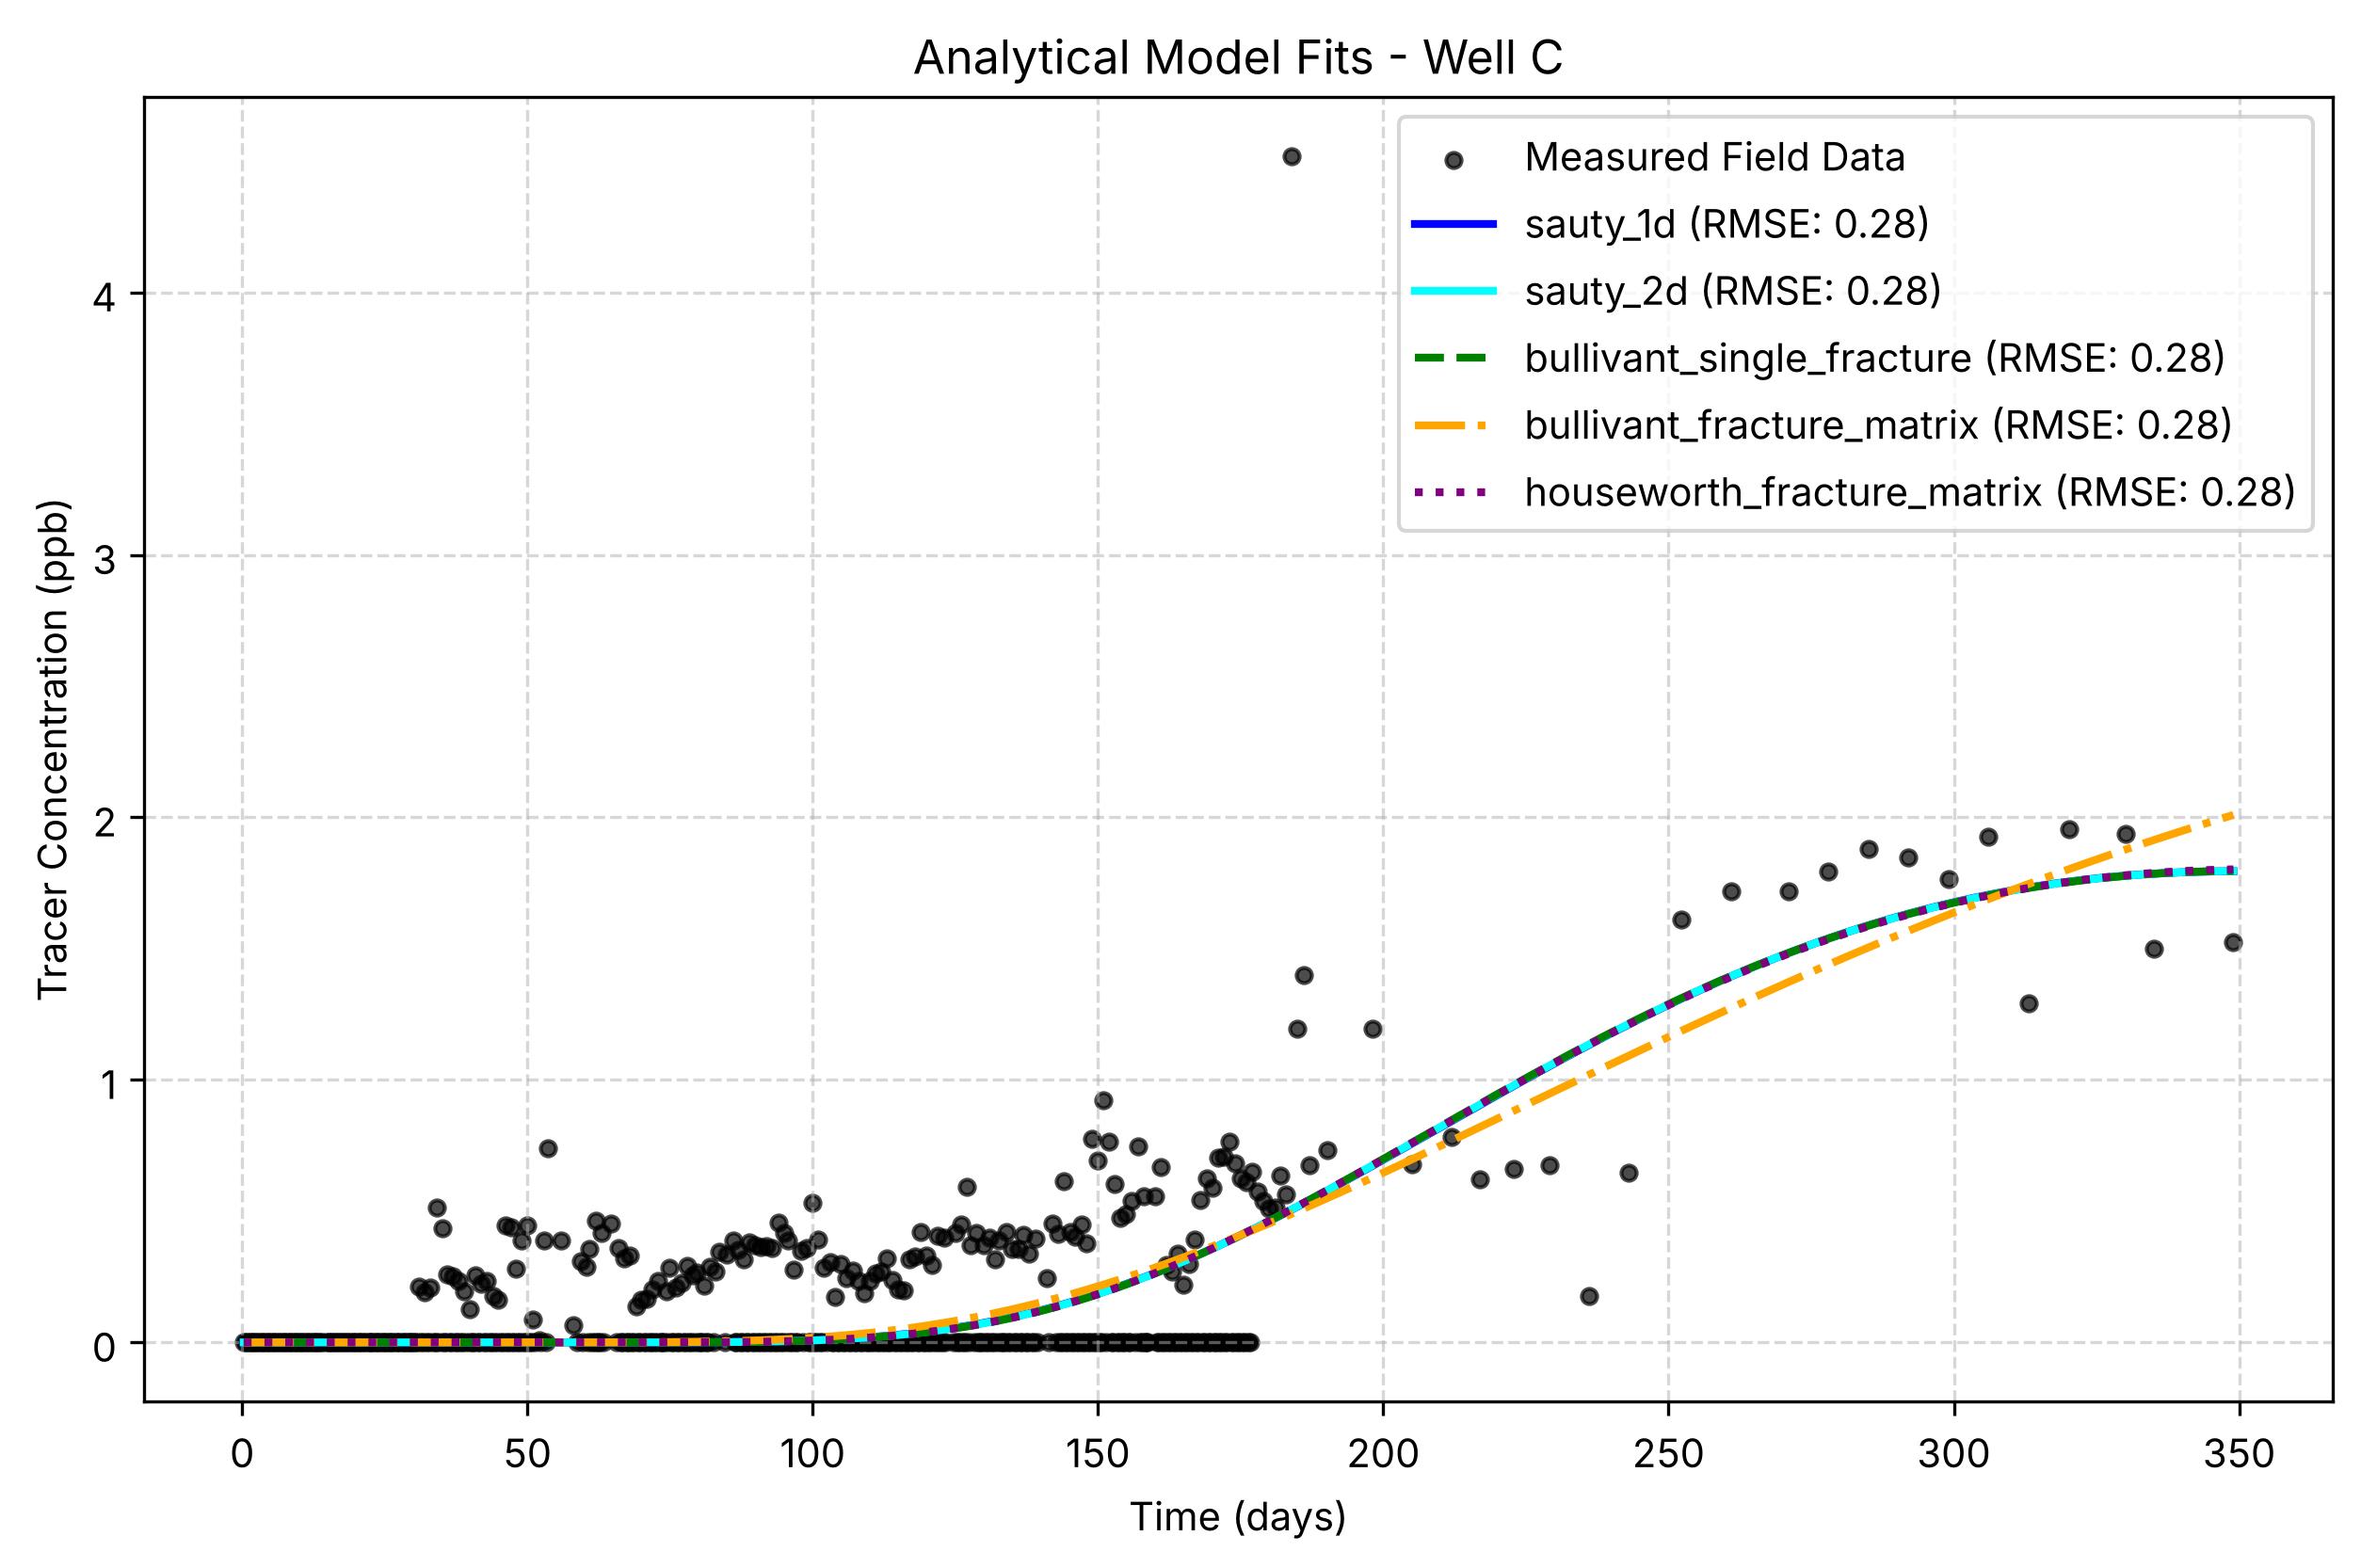 Analytical Model Fits - Well C
Measured Field Data
sauty_1d (RMSE: 0.28)
sauty_2d (RMSE: 0.28)
bullivant_single_fracture (RMSE: 0.28)
bullivant_fracture_matrix (RMSE: 0.28)
houseworth_fracture_matrix (RMSE: 0.28)
Tracer Concentration (ppb)
4
3
2
1
0
0 50 100 150 200 250 300 350
Time (days)